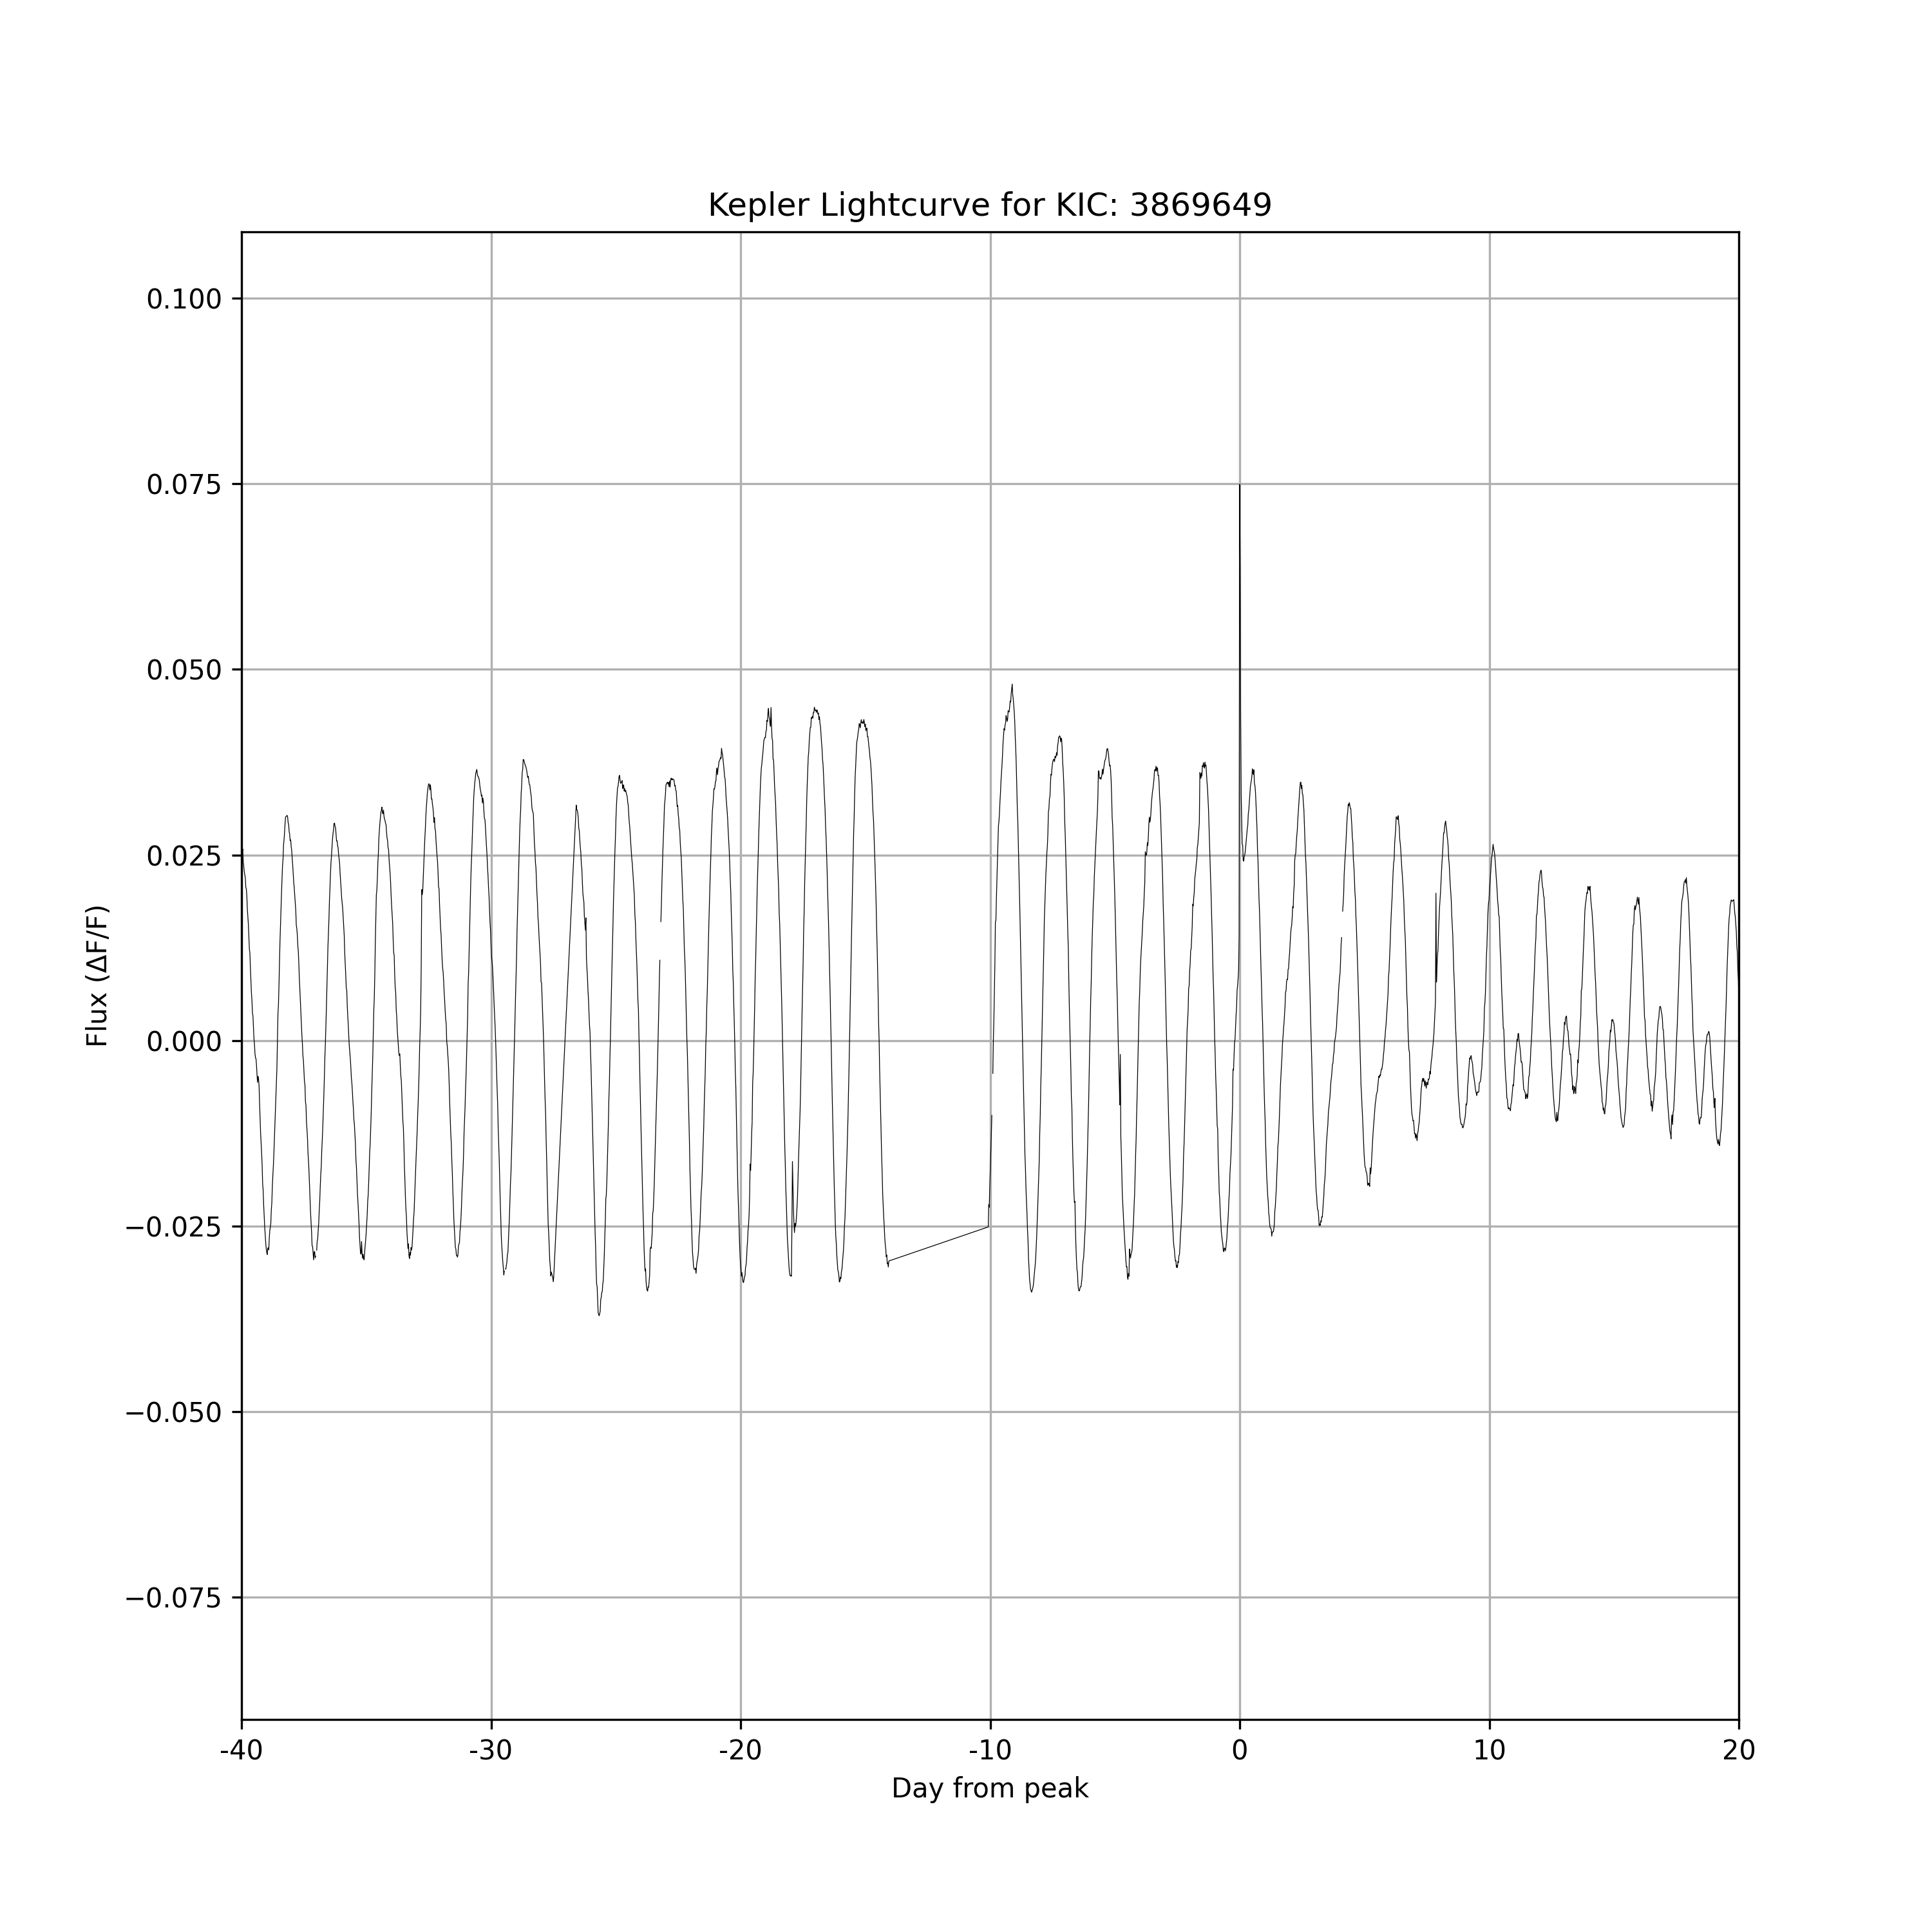 Kepler Lightcurve for KIC: 3869649
0.100
0.075
0.050
0.025
0.000
−0.025
−0.050
−0.075
Flux (ΔF/F)
-40 -30 -20 -10 0 10 20
Day from peak